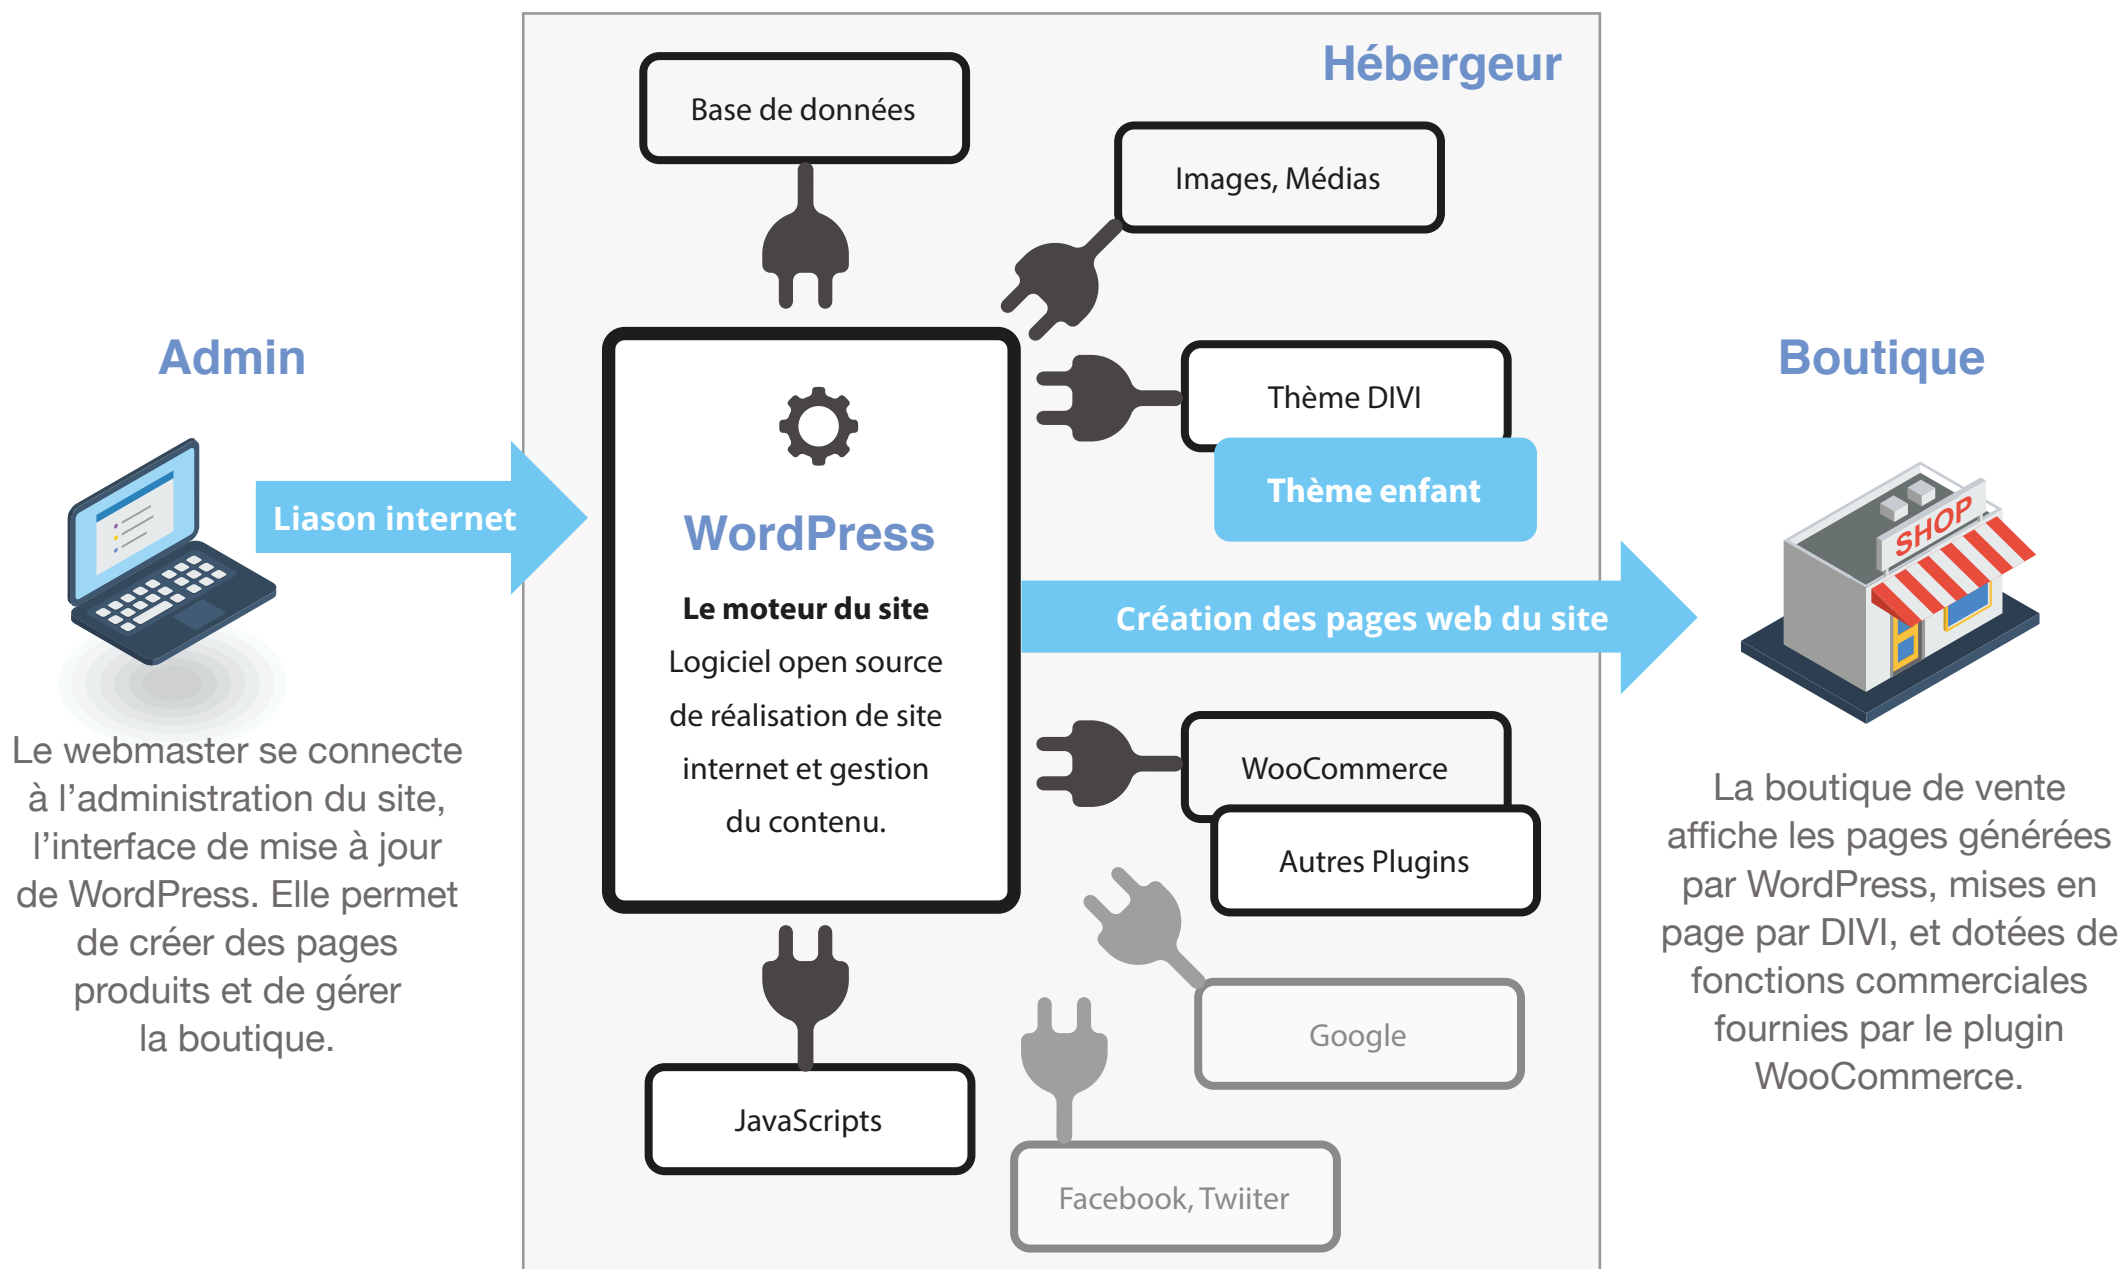 Hébergeur
Base de données
Images, Médias
Admin
Boutique
Thème DIVI
Thème enfant
Liason internet
SHOP
WordPress
Le moteur du site
Logiciel open source
de réalisation de site
internet et gestion
du contenu.
Création des pages web du site
Le webmaster se connecte
à l’administration du site,
l’interface de mise à jour
de WordPress. Elle permet
de créer des pages
produits et de gérer
la boutique.
WooCommerce
Autres Plugins
La boutique de vente
affiche les pages générées
par WordPress, mises en
page par DIVI, et dotées de
fonctions commerciales
fournies par le plugin
WooCommerce.
Google
JavaScripts
Facebook, Twiiter